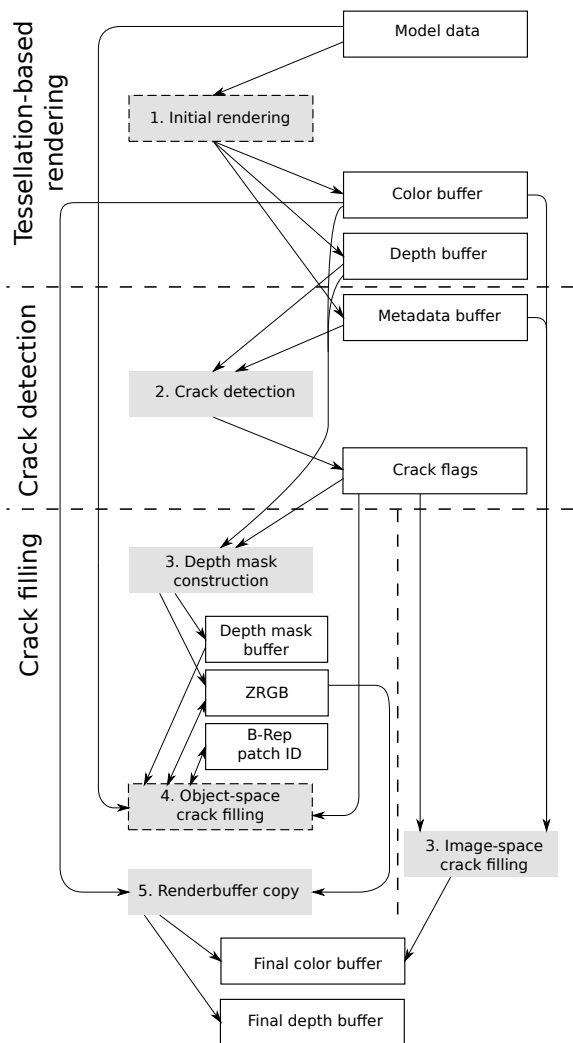 Tessellation-based
rendering
Model data
1. Initial rendering
Color buffer
Depth buffer
Crack detection
Metadata buffer
2. Crack detection
Crack flags
Crack filling
3. Depth mask
construction
Depth mask
buffer
ZRGB
B-Rep
patch ID
4. Object-space
crack filling
3. Image-space
crack filling
5. Renderbuffer copy
Final color buffer
Final depth buffer